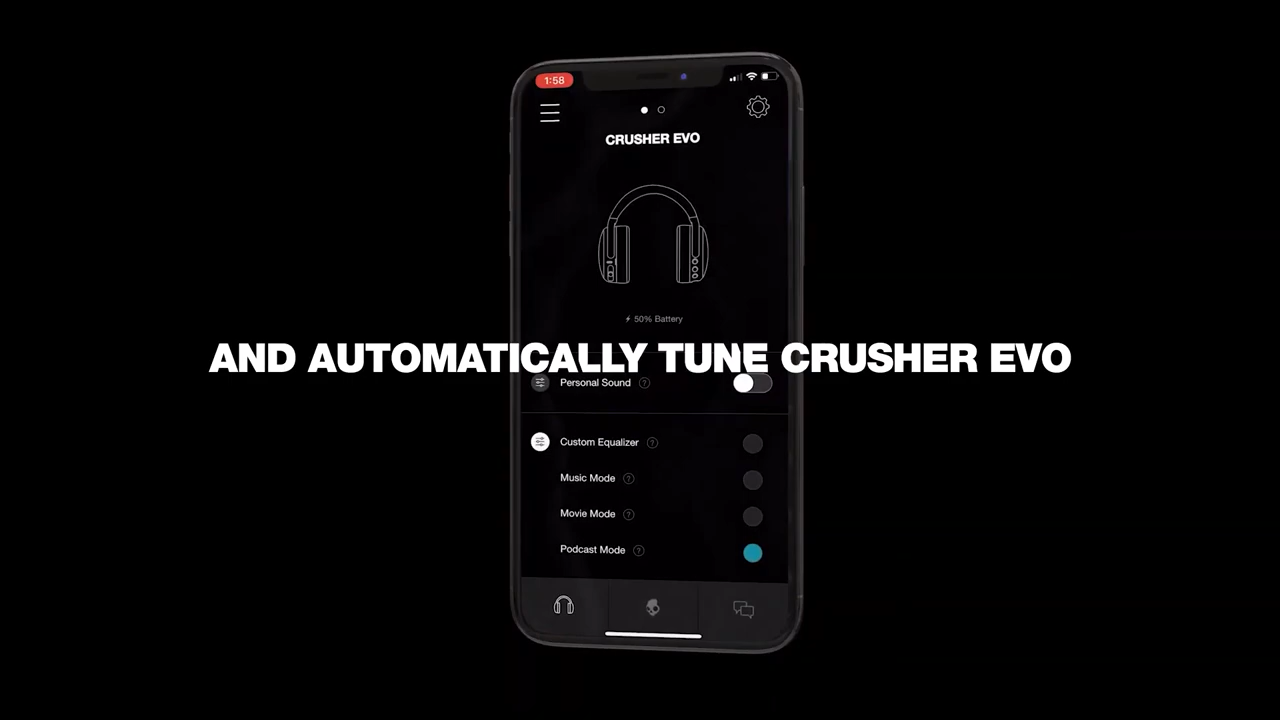 1:58
CRUSHER EVO
50% Battery
AND AUTOMATICALLY TUNE CRUSHER EVO
Personal Sound ?
Custom Equalizer ?
Music Mode ?
Movie Mode ?
Podcast Mode ?